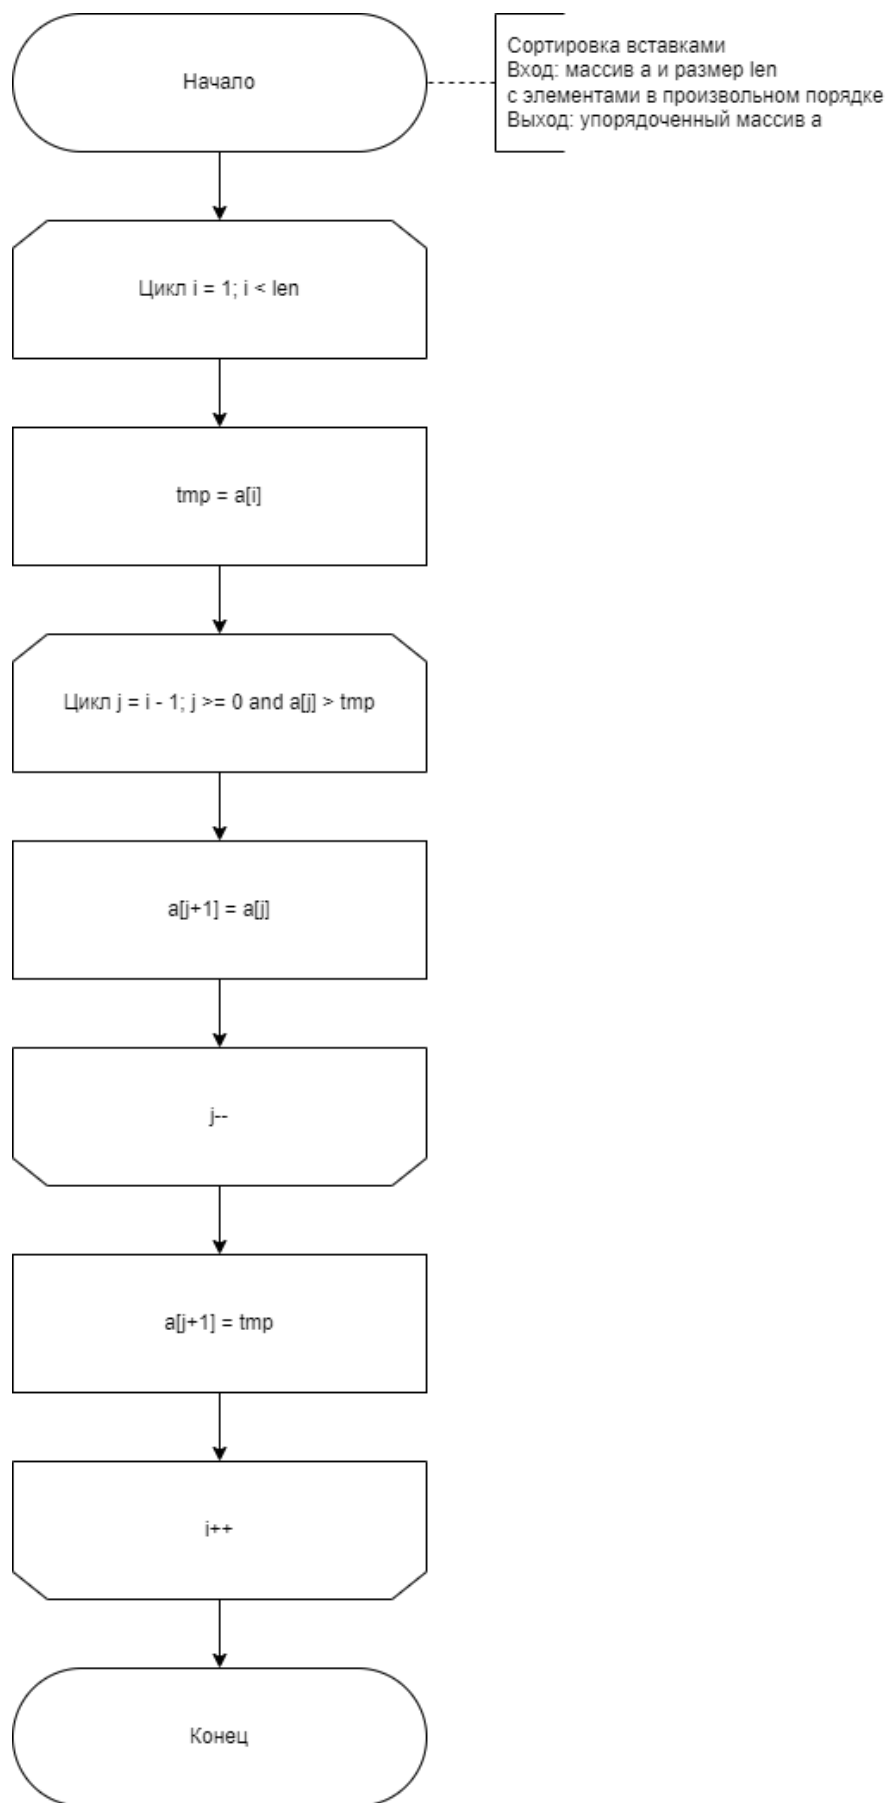 Начало
Сортировка вставками
Вход: массив a и размер len
с элементами в произвольном порядке
Выход: упорядоченный массив a
Цикл i = 1; i < len
tmp = a[i]
Цикл j = i - 1; j >= 0 and a[j] > tmp
a[j+1] = a[j]
j--
a[j+1] = tmp
i++
Конец